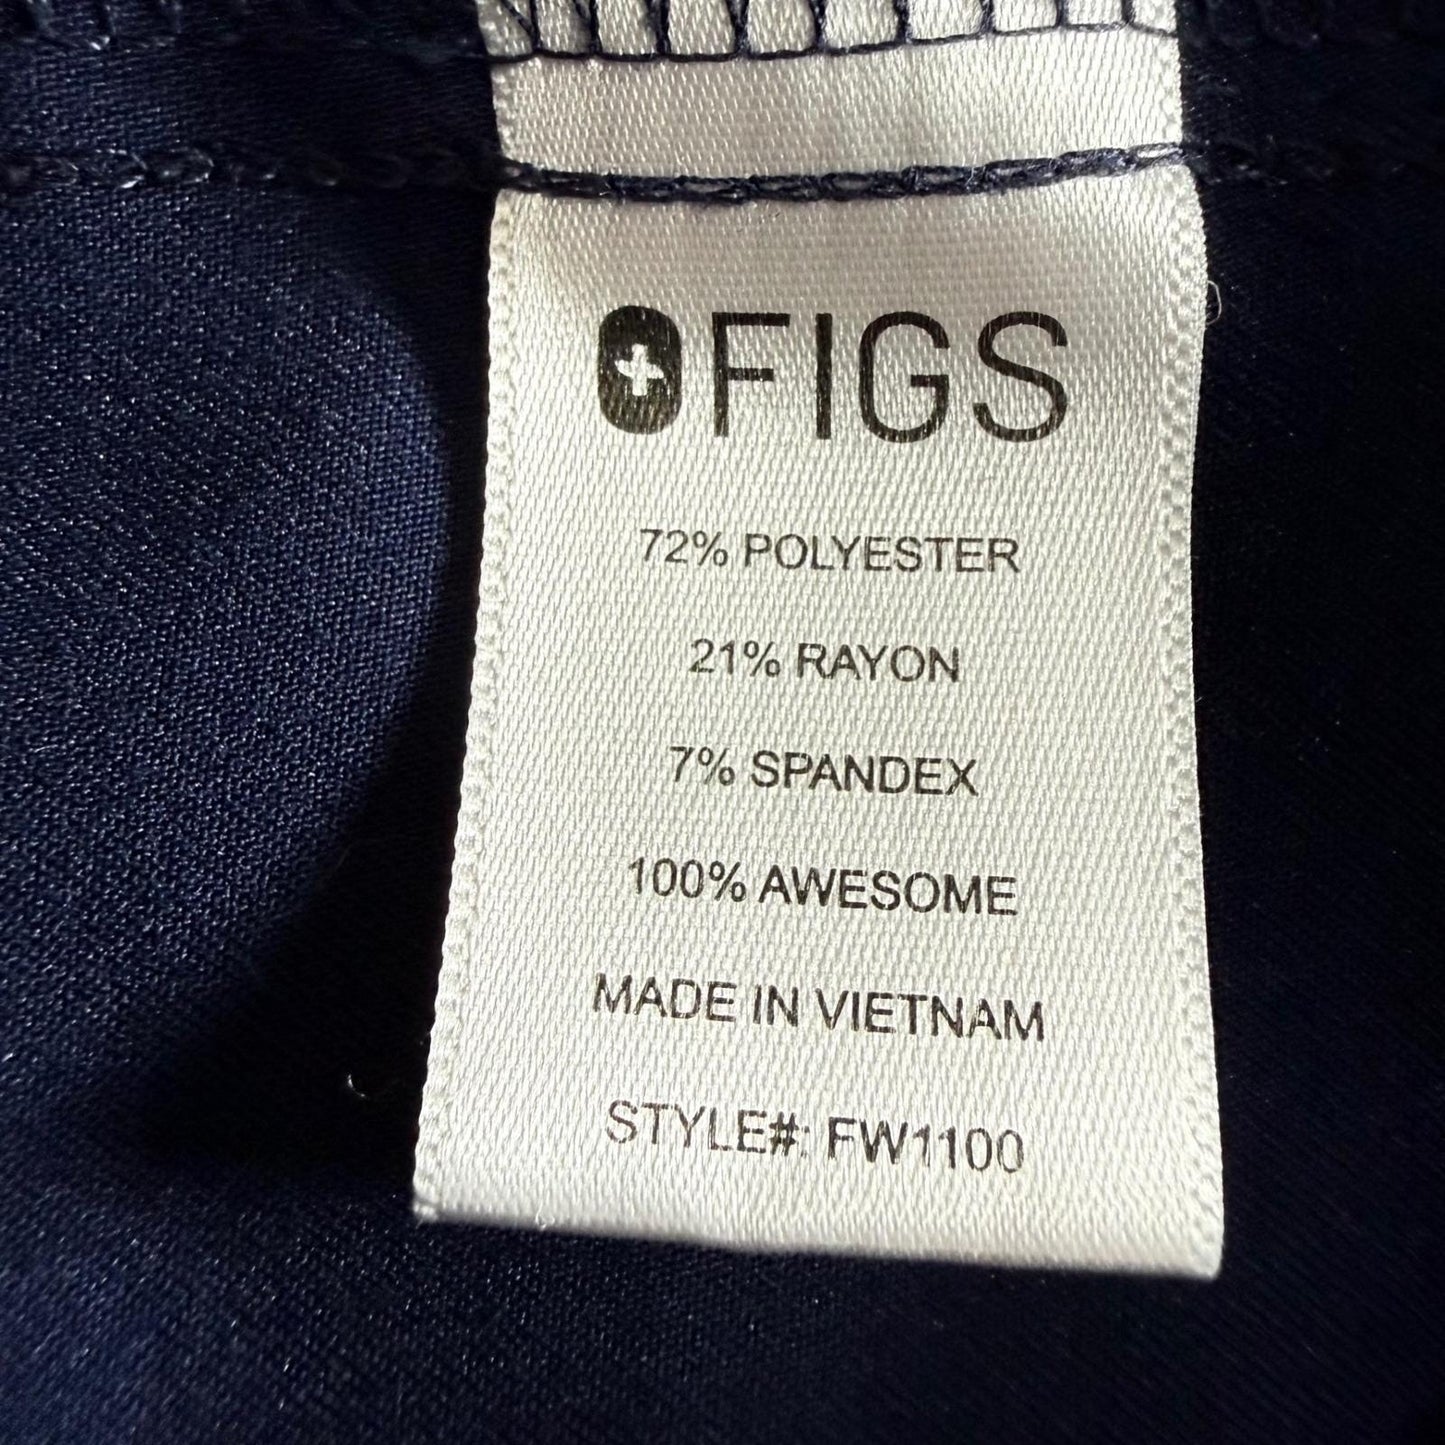 FIGS
72% POLYESTER
21% RAYON
7% SPANDEX
100% AWESOME
MADE IN VIETNAM
STYLE#: FW1100